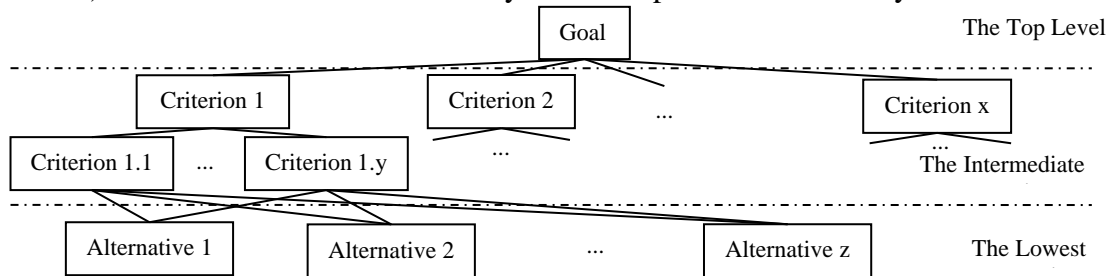 Goal
The Top Level
Criterion 1
Criterion 2
...
Criterion x
Criterion 1.1
...
Criterion 1.y
...
...
The Intermediate
Alternative 1
Alternative 2
...
Alternative z
The Lowest